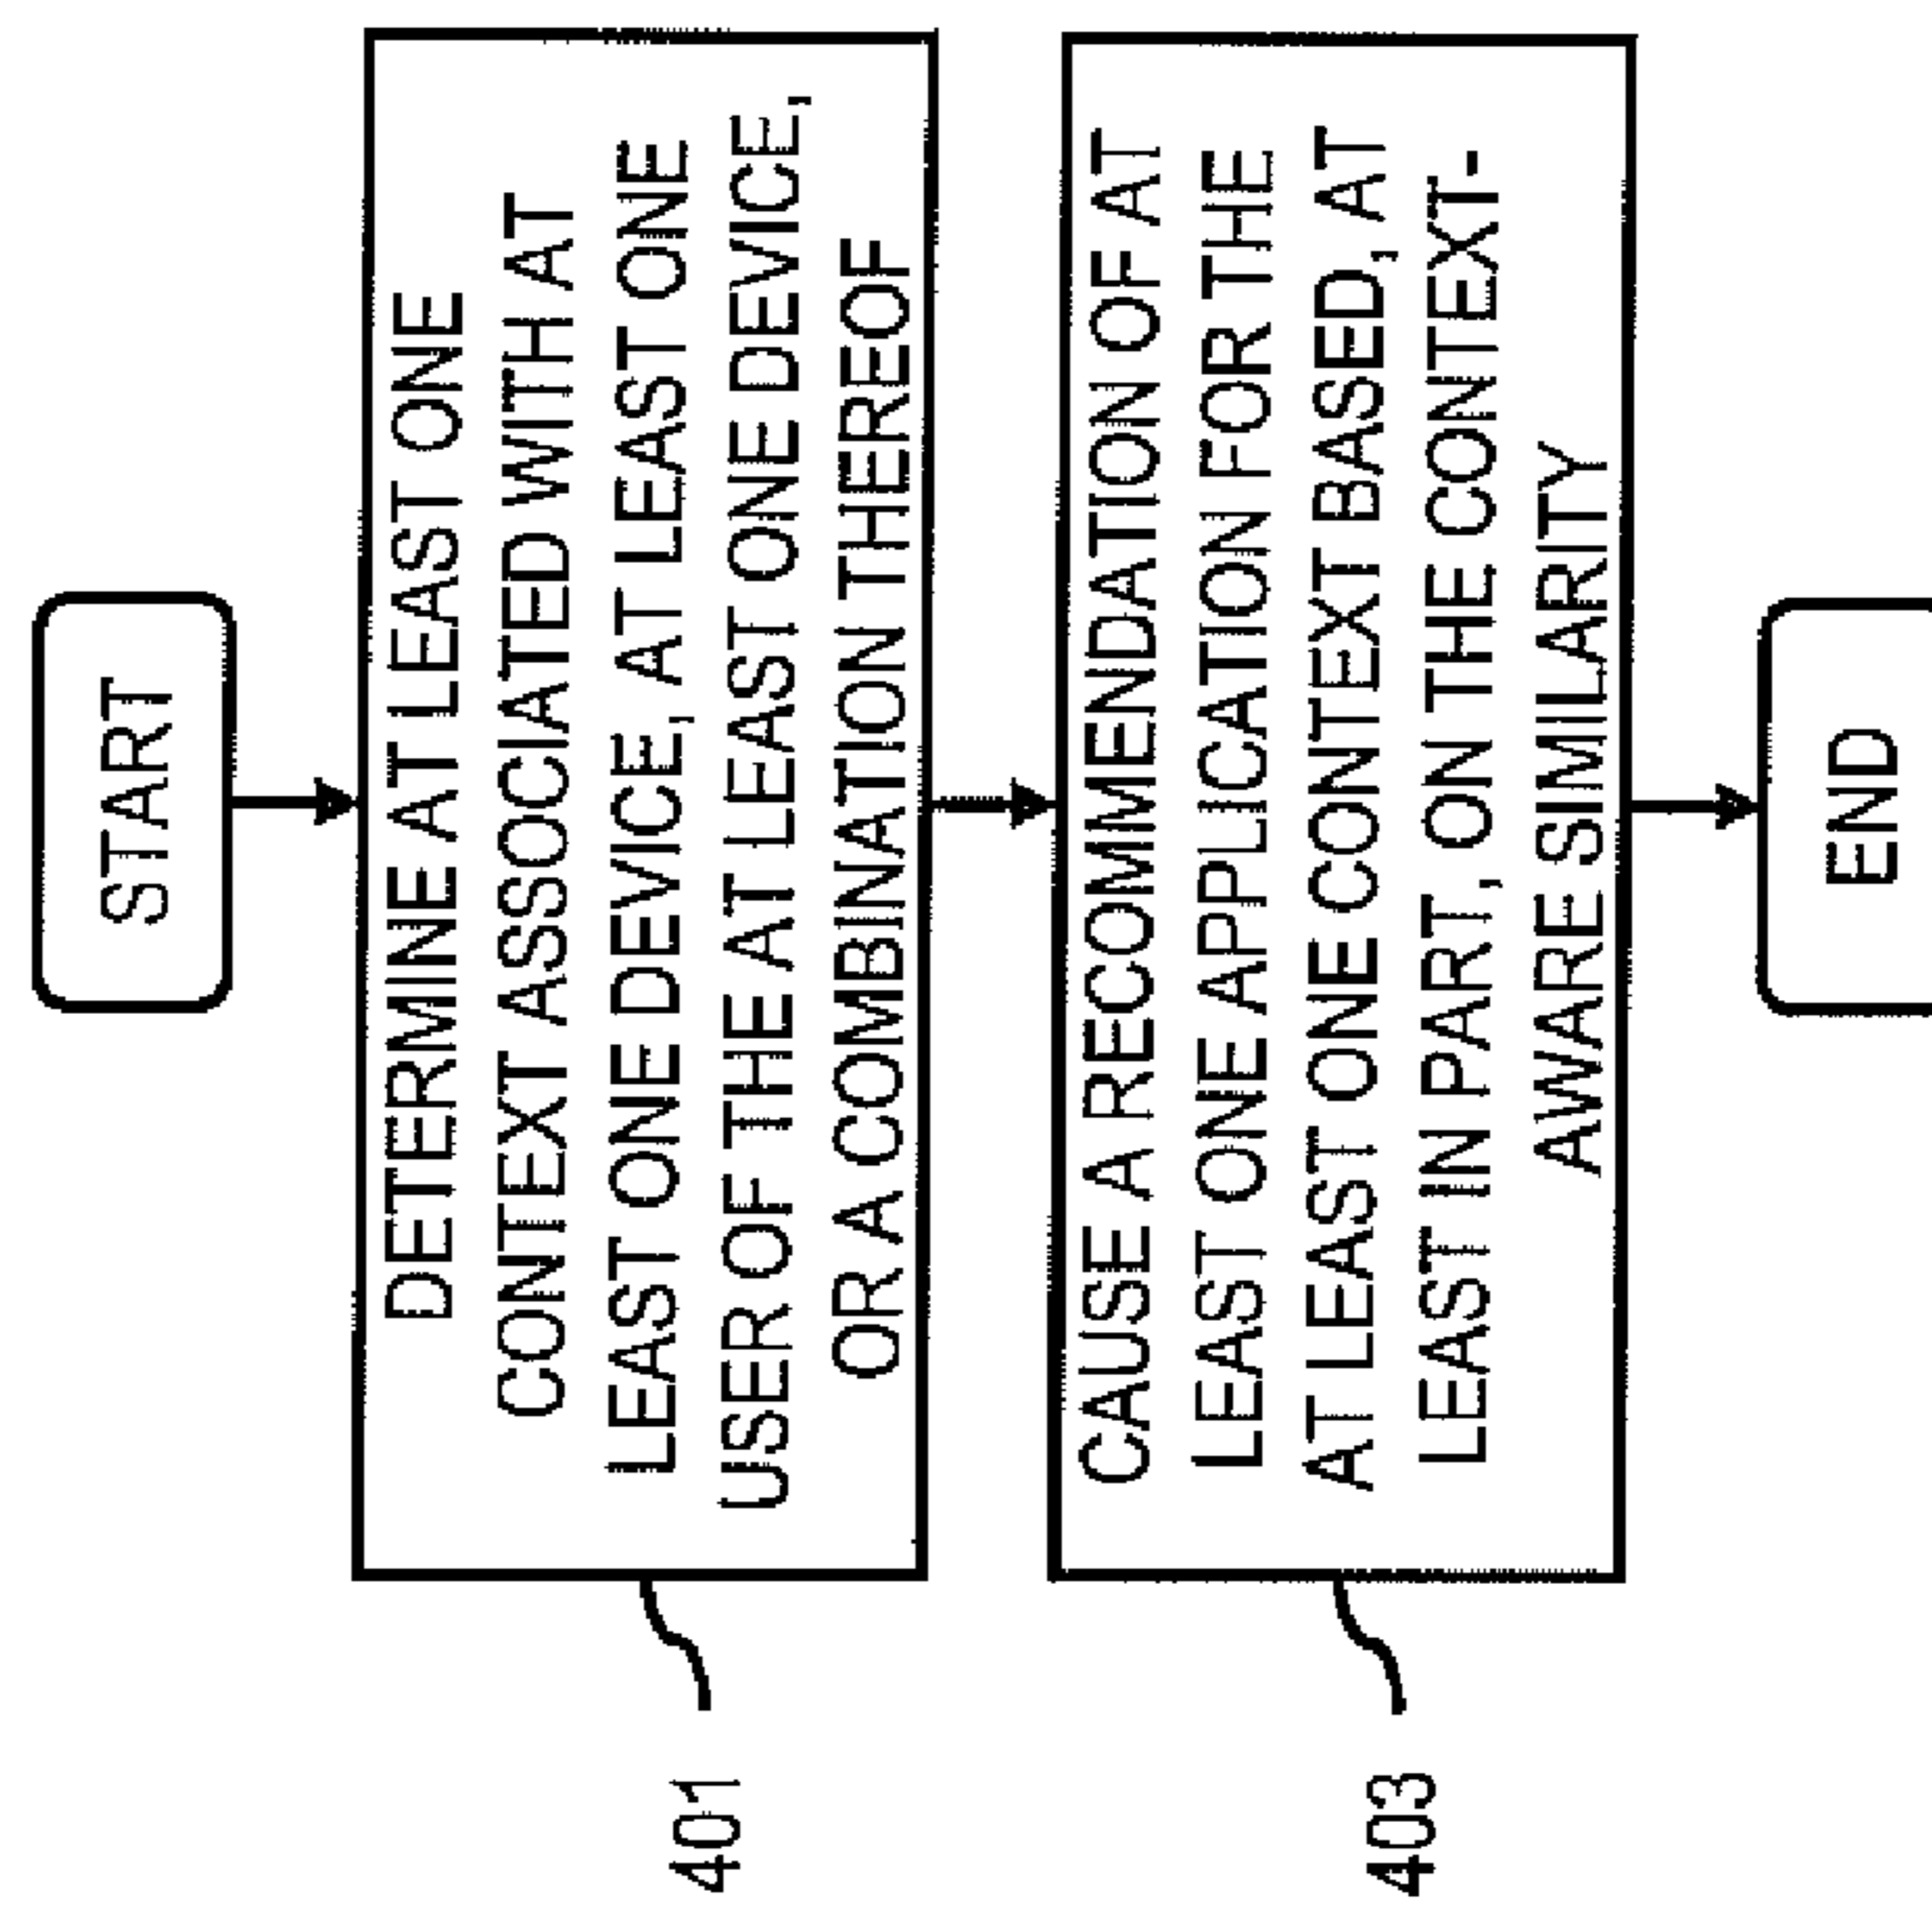 START
DETERMINE AT LEAST ONE
CONTEXT ASSOCIATED WITH AT
LEAST ONE DEVICE, AT LEAST ONE
USER OF THE AT LEAST ONE DEVICE,
OR A COMBINATION THEREOF
401
CAUSE A RECOMMENDATION OF AT
LEAST ONE APPLICATION FOR THE
AT LEAST ONE CONTEXT BASED, AT
LEAST IN PART, ON THE CONTEXT-
AWARE SIMILARITY
403
END